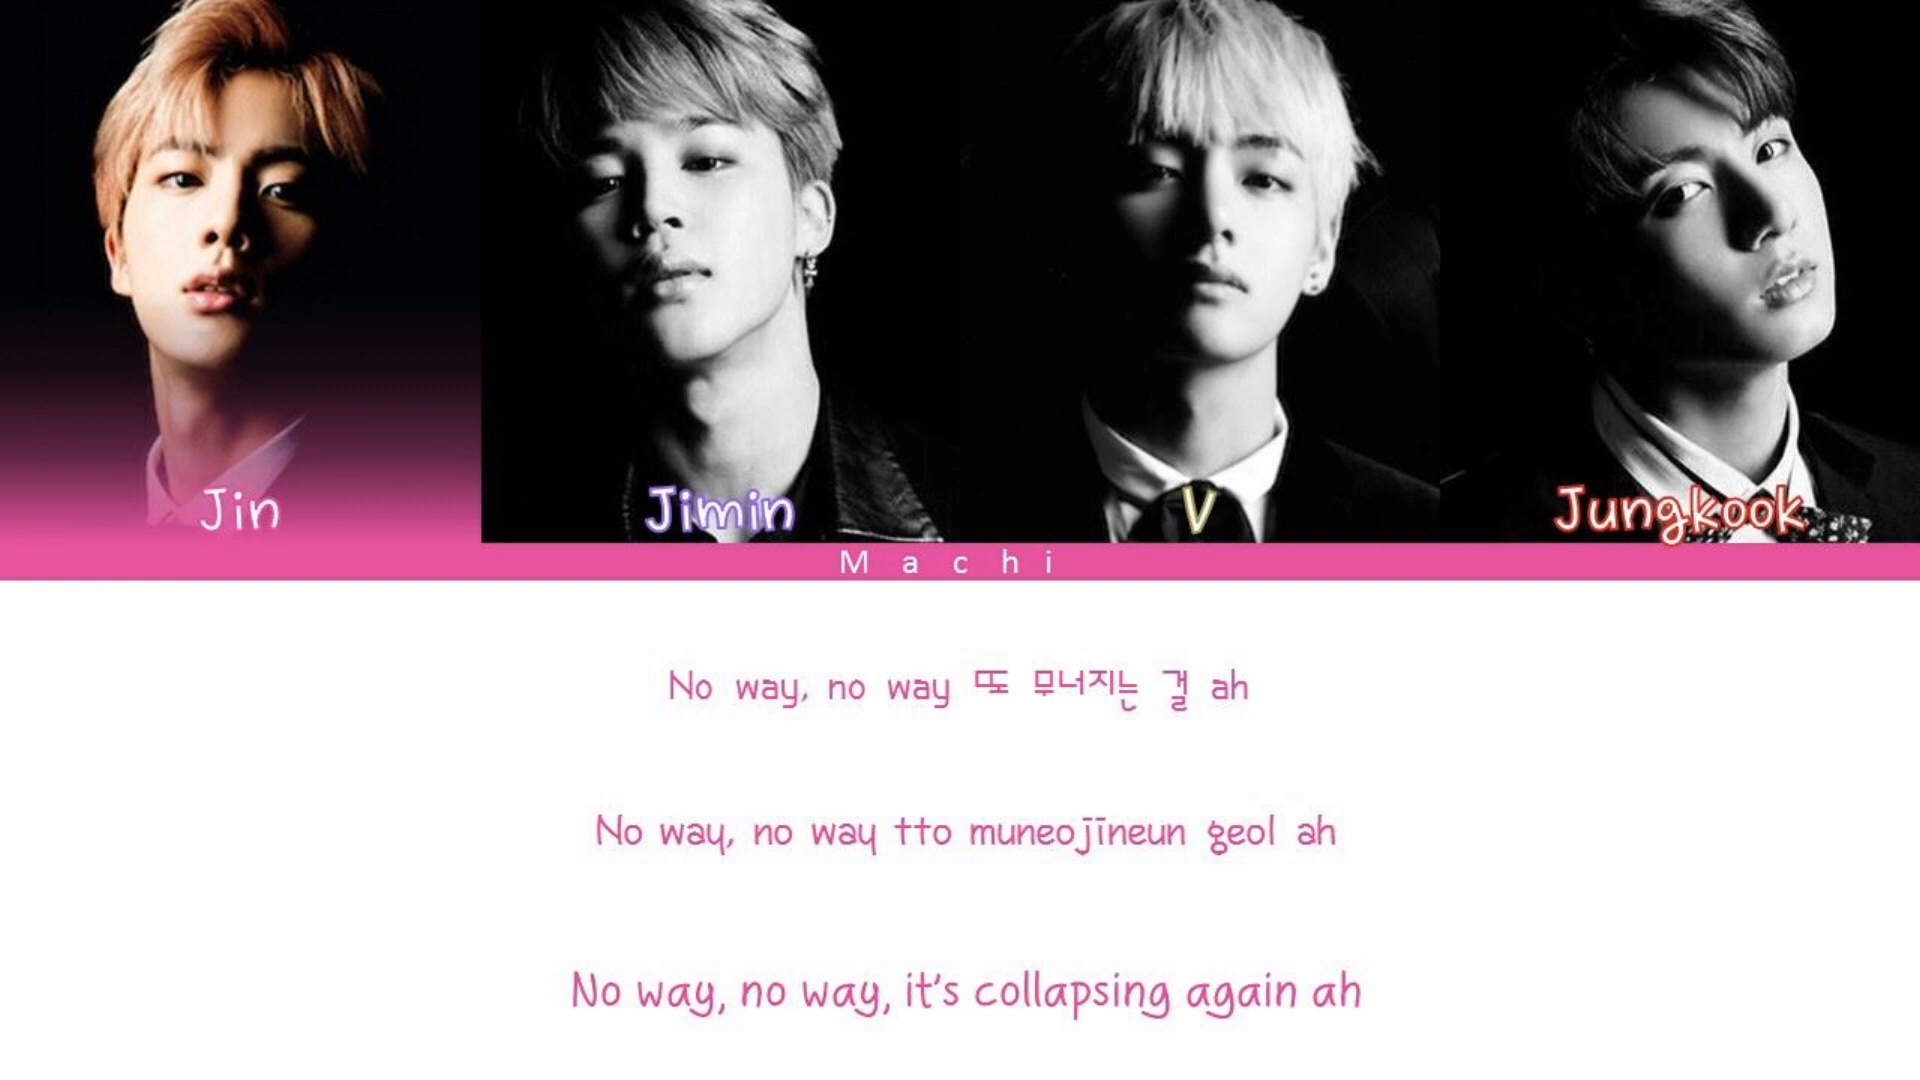 Jin Jimin V Jungkook
Machi
No way, no way 또 무너지는 걸 ah
No way, no way tto muneojineun geol ah
No way, no way, it's collapsing again ah